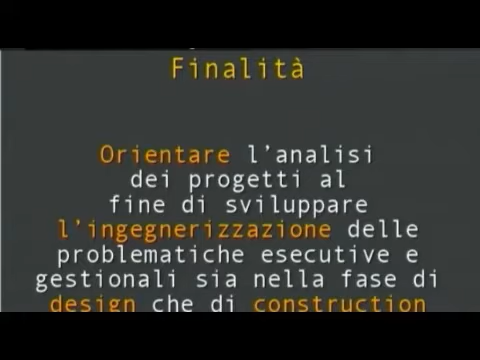 Finalità
Orientare l'analisi
dei progetti al
fine di sviluppare
l'ingegnerizzazione delle
problematiche esecutive e
gestionali sia nella fase di
design che di construction